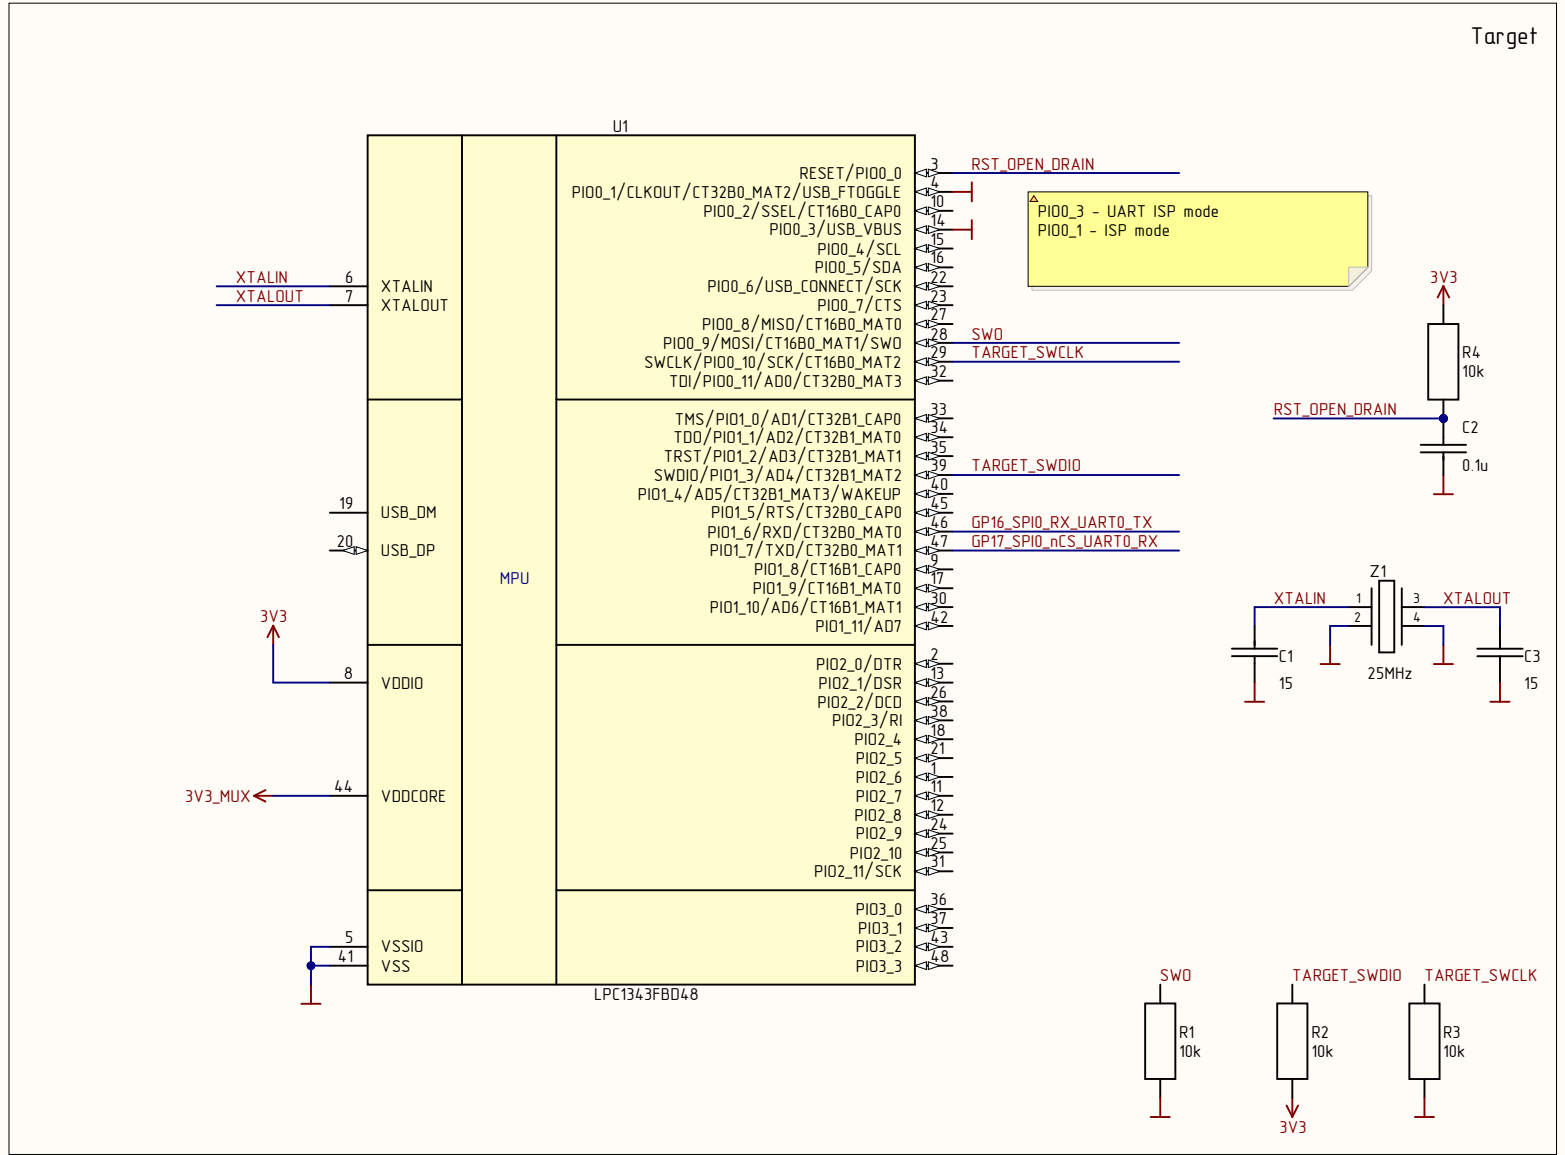 Target
U1
RESET/PIO0_0 3 RST_OPEN_DRAIN
PIO0_1/CLKOUT/CT32B0_MAT2/USB_FTOGGLE 4
PIO0_2/SSEL/CT16B0_CAP0 10
PIO0_3/USB_VBUS 14
PIO0_4/SCL 15
PIO0_5/SDA 16
PIO0_6/USB_CONNECT/SCK 22
PIO0_7/CTS 23
PIO0_8/MISO/CT16B0_MAT0 27
PIO0_9/MOSI/CT16B0_MAT1/SWO 28 SWO
SWCLK/PIO0_10/SCK/CT16B0_MAT2 29 TARGET_SWCLK
TDI/PIO0_11/AD0/CT32B0_MAT3 32
TMS/PIO1_0/AD1/CT32B1_CAP0 33
TDO/PIO1_1/AD2/CT32B1_MAT0 34
TRST/PIO1_2/AD3/CT32B1_MAT1 35
SWDIO/PIO1_3/AD4/CT32B1_MAT2 39 TARGET_SWDIO
PIO1_4/AD5/CT32B1_MAT3/WAKEUP 40
PIO1_5/RTS/CT32B0_CAP0 45
PIO1_6/RXD/CT32B0_MAT0 46 GP16_SPI0_RX_UART0_TX
PIO1_7/TXD/CT32B0_MAT1 47 GP17_SPI0_nCS_UART0_RX
PIO1_8/CT16B1_CAP0 9
PIO1_9/CT16B1_MAT0 17
PIO1_10/AD6/CT16B1_MAT1 30
PIO1_11/AD7 42
PIO2_0/DTR 2
PIO2_1/DSR 13
PIO2_2/DCD 26
PIO2_3/RI 38
PIO2_4 18
PIO2_5 21
PIO2_6 1
PIO2_7 11
PIO2_8 12
PIO2_9 24
PIO2_10 25
PIO2_11/SCK 31
PIO3_0 36
PIO3_1 37
PIO3_2 43
PIO3_3 48
XTALIN 6 XTALIN
XTALOUT 7 XTALOUT
19 USB_DM
20 USB_DP
MPU
3V3
8 VDDIO
3V3_MUX 44 VDDCORE
5 VSSIO
41 VSS
LPC1343FBD48
PIO0_3 - UART ISP mode
PIO0_1 - ISP mode
3V3
R4
10k
RST_OPEN_DRAIN
C2
0.1u
Z1
XTALIN 1 3 XTALOUT
2 4
C1
15
25MHz
C3
15
SWO
R1
10k
TARGET_SWDIO
R2
10k
3V3
TARGET_SWCLK
R3
10k